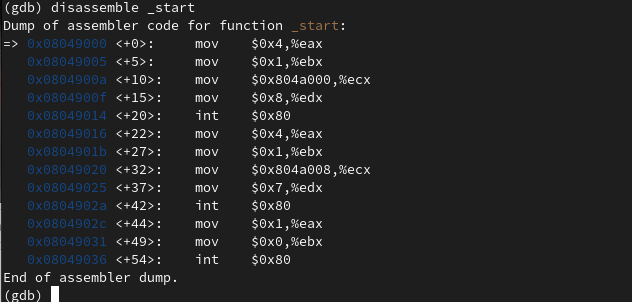 (gdb) disassemble _start
Dump of assembler code for function _start:
=> 0x08049000 <+0>:     mov    $0x4,%eax
   0x08049005 <+5>:     mov    $0x1,%ebx
   0x0804900a <+10>:    mov    $0x804a000,%ecx
   0x0804900f <+15>:    mov    $0x8,%edx
   0x08049014 <+20>:    int    $0x80
   0x08049016 <+22>:    mov    $0x4,%eax
   0x0804901b <+27>:    mov    $0x1,%ebx
   0x08049020 <+32>:    mov    $0x804a008,%ecx
   0x08049025 <+37>:    mov    $0x7,%edx
   0x0804902a <+42>:    int    $0x80
   0x0804902c <+44>:    mov    $0x1,%eax
   0x08049031 <+49>:    mov    $0x0,%ebx
   0x08049036 <+54>:    int    $0x80
End of assembler dump.
(gdb)